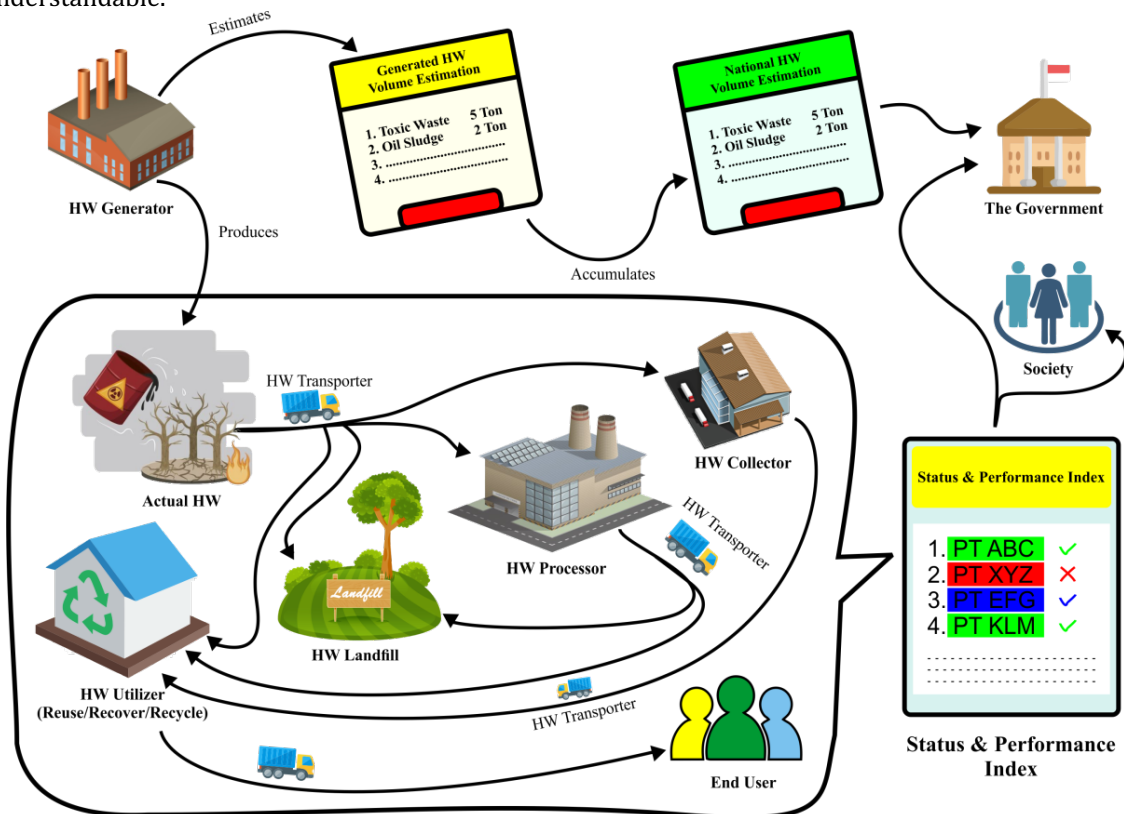 nderstandable.
Estimates
Generated HW
Volume Estimation
1. Toxic Waste 5 Ton
2. Oil Sludge 2 Ton
3. ....................................
4. ....................................
National HW
Volume Estimation
1. Toxic Waste 5 Ton
2. Oil Sludge 2 Ton
3. ....................................
4. ....................................
HW Generator
The Government
Produces
Accumulates
Society
HW Transporter
Actual HW
HW Collector
HW Processor
HW Transporter
Landfill
HW Landfill
HW Utilizer
(Reuse/Recover/Recycle)
HW Transporter
End User
Status & Performance Index
1. PT ABC ✓
2. PT XYZ ✗
3. PT EFG ✓
4. PT KLM ✓
Status & Performance
Index